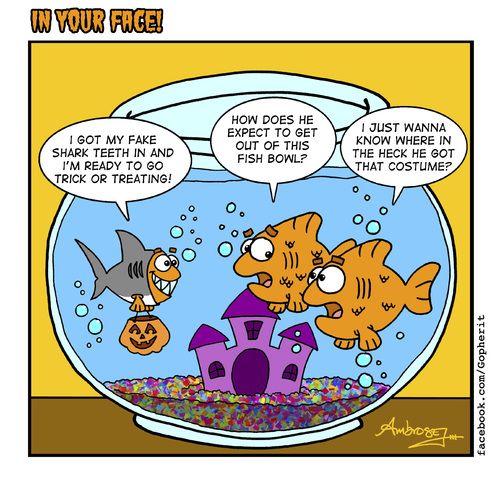 IN YOUR FACE!
I GOT MY FAKE
SHARK TEETH IN AND
I'M READY TO GO
TRICK OR TREATING!
HOW DOES HE
EXPECT TO GET
OUT OF THIS
FISH BOWL?
I JUST WANNA
KNOW WHERE IN
THE HECK HE GOT
THAT COSTUME?
Ambrose
facebook.com/Gopherit